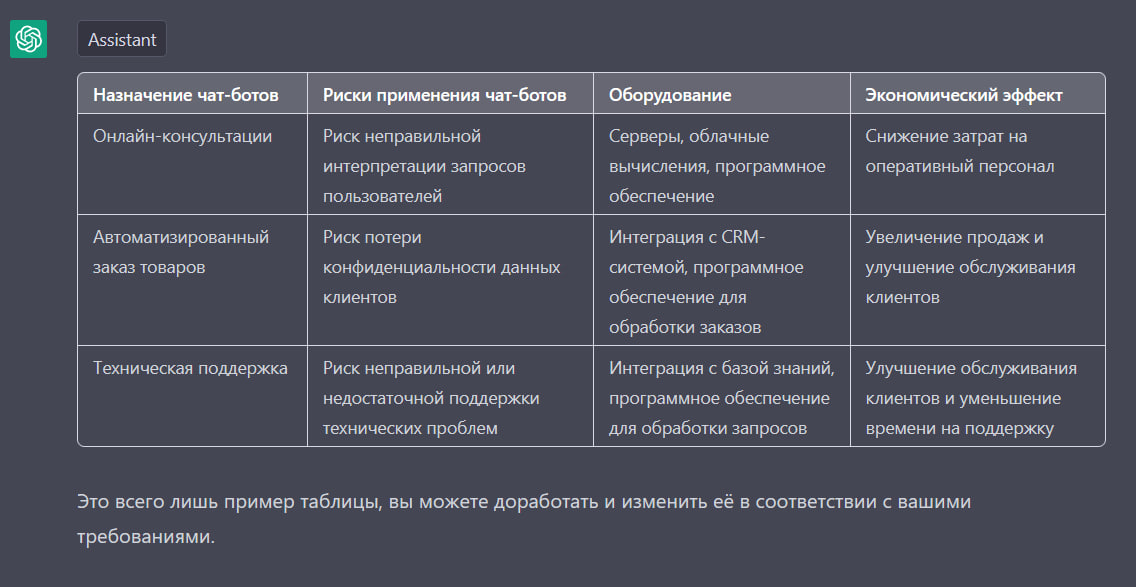 Assistant
Назначение чат-ботов
Риски применения чат-ботов
Оборудование
Экономический эффект
Онлайн-консультации
Риск неправильной
интерпретации запросов
пользователей
Серверы, облачные
вычисления, программное
обеспечение
Снижение затрат на
оперативный персонал
Автоматизированный
заказ товаров
Риск потери
конфиденциальности данных
клиентов
Интеграция с CRM-
системой, программное
обеспечение для
обработки заказов
Увеличение продаж и
улучшение обслуживания
клиентов
Техническая поддержка
Риск неправильной или
недостаточной поддержки
технических проблем
Интеграция с базой знаний,
программное обеспечение
для обработки запросов
Улучшение обслуживания
клиентов и уменьшение
времени на поддержку
Это всего лишь пример таблицы, вы можете доработать и изменить её в соответствии с вашими
требованиями.